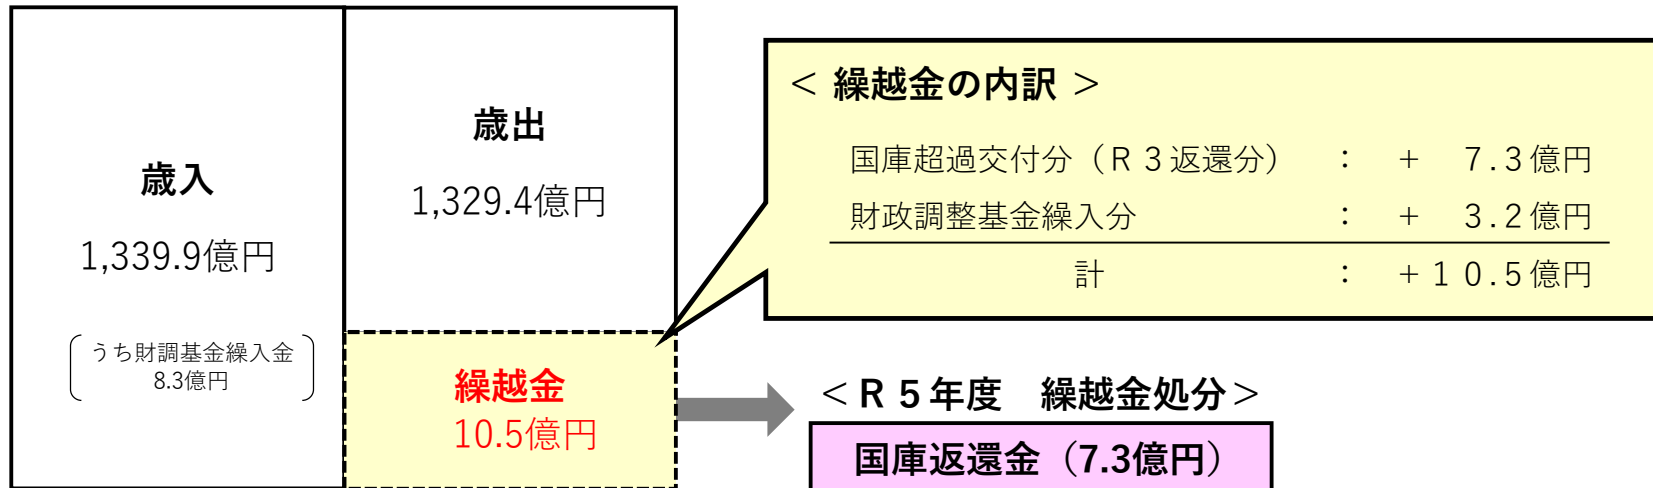 歳入
1,339.9億円
うち財調基金繰入金
8.3億円
歳出
1,329.4億円
繰越金
10.5億円
＜ 繰越金の内訳 ＞
国庫超過交付分（Ｒ３返還分）　：　＋　７.３億円
財政調整基金繰入分　：　＋　３.２億円
計　：　＋１０.５億円
＜Ｒ５年度　繰越金処分＞
国庫返還金（7.3億円）